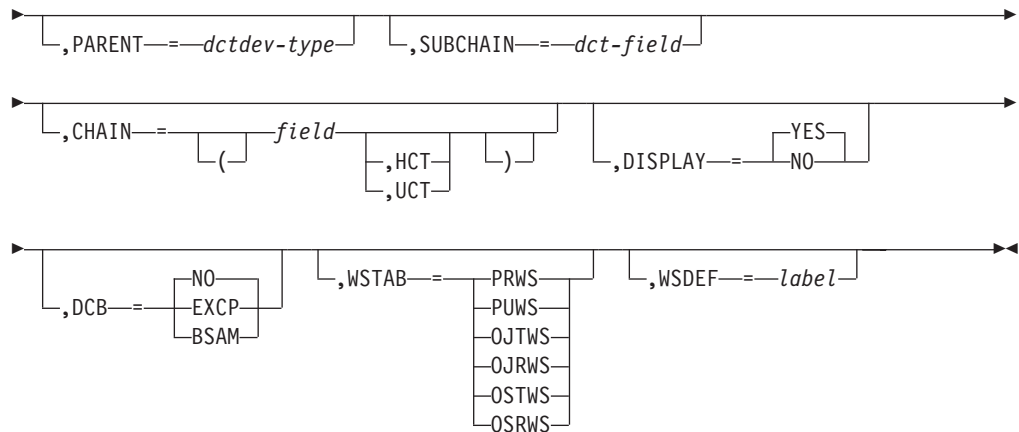 ,PARENT=dctdev-type ,SUBCHAIN=dct-field
,CHAIN= ( field ,HCT ,UCT ) ,DISPLAY= YES NO
,DCB= NO EXCP BSAM ,WSTAB= PRWS PUWS OJTWS OJRWS OSTWS OSRWS ,WSDEF=label